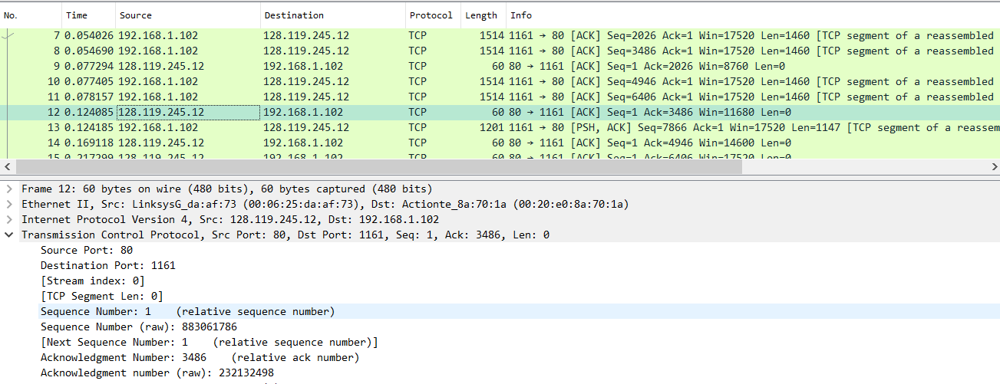 No. Time Source Destination Protocol Length Info
7 0.054026 192.168.1.102 128.119.245.12 TCP 1514 1161 → 80 [ACK] Seq=2026 Ack=1 Win=17520 Len=1460 [TCP segment of a reassembled
8 0.054690 192.168.1.102 128.119.245.12 TCP 1514 1161 → 80 [ACK] Seq=3486 Ack=1 Win=17520 Len=1460 [TCP segment of a reassembled
9 0.077294 128.119.245.12 192.168.1.102 TCP 60 80 → 1161 [ACK] Seq=1 Ack=2026 Win=8760 Len=0
10 0.077405 192.168.1.102 128.119.245.12 TCP 1514 1161 → 80 [ACK] Seq=4946 Ack=1 Win=17520 Len=1460 [TCP segment of a reassembled
11 0.078157 192.168.1.102 128.119.245.12 TCP 1514 1161 → 80 [ACK] Seq=6406 Ack=1 Win=17520 Len=1460 [TCP segment of a reassembled
12 0.124085 128.119.245.12 192.168.1.102 TCP 60 80 → 1161 [ACK] Seq=1 Ack=3486 Win=11680 Len=0
13 0.124185 192.168.1.102 128.119.245.12 TCP 1201 1161 → 80 [PSH, ACK] Seq=7866 Ack=1 Win=17520 Len=1147 [TCP segment of a reassem
14 0.169118 128.119.245.12 192.168.1.102 TCP 60 80 → 1161 [ACK] Seq=1 Ack=4946 Win=14600 Len=0
15 0.217299 128.119.245.12 192.168.1.102 TCP 60 80 → 1161 [ACK] Seq=1 Ack=6406 Win=17520 Len=0
Frame 12: 60 bytes on wire (480 bits), 60 bytes captured (480 bits)
Ethernet II, Src: LinksysG_da:af:73 (00:06:25:da:af:73), Dst: Actionte_8a:70:1a (00:20:e0:8a:70:1a)
Internet Protocol Version 4, Src: 128.119.245.12, Dst: 192.168.1.102
Transmission Control Protocol, Src Port: 80, Dst Port: 1161, Seq: 1, Ack: 3486, Len: 0
Source Port: 80
Destination Port: 1161
[Stream index: 0]
[TCP Segment Len: 0]
Sequence Number: 1 (relative sequence number)
Sequence Number (raw): 883061786
[Next Sequence Number: 1 (relative sequence number)]
Acknowledgment Number: 3486 (relative ack number)
Acknowledgment number (raw): 232132498